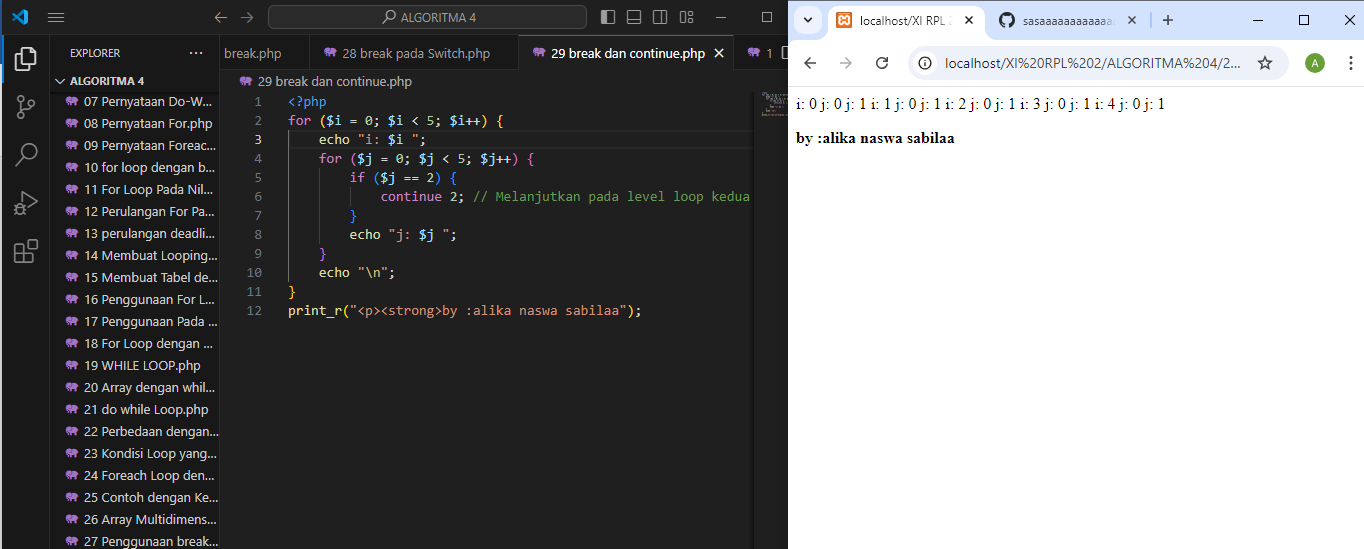 ALGORITMA 4
EXPLORER
ALGORITMA 4
07 Pernyataan Do-W...
08 Pernyataan For.php
09 Pernyataan Foreac...
10 for loop dengan b...
11 For Loop Pada Nil...
12 Perulangan For Pa...
13 perulangan deadli...
14 Membuat Looping...
15 Membuat Tabel de...
16 Penggunaan For L...
17 Penggunaan Pada ...
18 For Loop dengan ...
19 WHILE LOOP.php
20 Array dengan whil...
21 do while Loop.php
22 Perbedaan dengan...
23 Kondisi Loop yang...
24 Foreach Loop den...
25 Contoh dengan Ke...
26 Array Multidimens...
27 Penggunaan break...
break.php
28 break pada Switch.php
29 break dan continue.php
1
29 break dan continue.php
1 <?php
2 for ($i = 0; $i < 5; $i++) {
3 echo "i: $i ";
4 for ($j = 0; $j < 5; $j++) {
5 if ($j == 2) {
6 continue 2; // Melanjutkan pada level loop kedua
7 }
8 echo "j: $j ";
9 }
10 echo "\n";
11 }
12 print_r("<p><strong>by :alika naswa sabilaa");
localhost/XI RPL 2
sasaaaaaaaaaaaa
localhost/XI%20RPL%202/ALGORITMA%204/2...
A
i: 0 j: 0 j: 1 i: 1 j: 0 j: 1 i: 2 j: 0 j: 1 i: 3 j: 0 j: 1 i: 4 j: 0 j: 1
by :alika naswa sabilaa